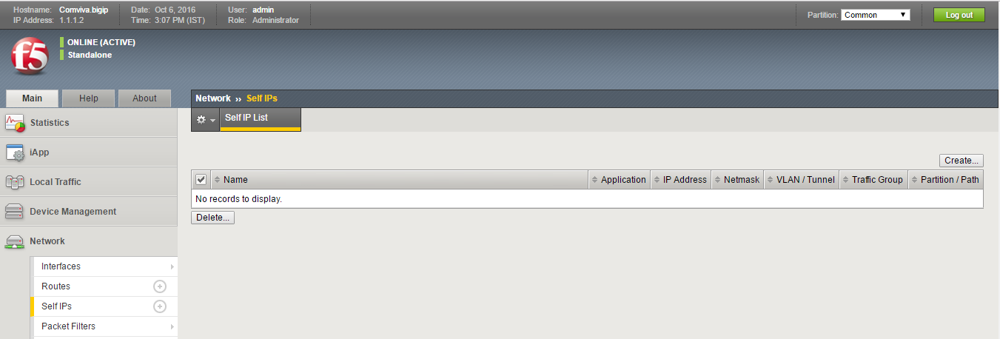 Hostname: Comviva.bigip Date: Oct 6, 2016 User: admin
IP Address: 1.1.1.2 Time: 3:07 PM (IST) Role: Administrator
Partition: Common Log out
f5
ONLINE (ACTIVE)
Standalone
Main Help About
Network ›› Self IPs
Self IP List
Statistics
iApp
Local Traffic
Device Management
Network
Interfaces
Routes
Self IPs
Packet Filters
Create...
Name Application IP Address Netmask VLAN / Tunnel Traffic Group Partition / Path
No records to display.
Delete...